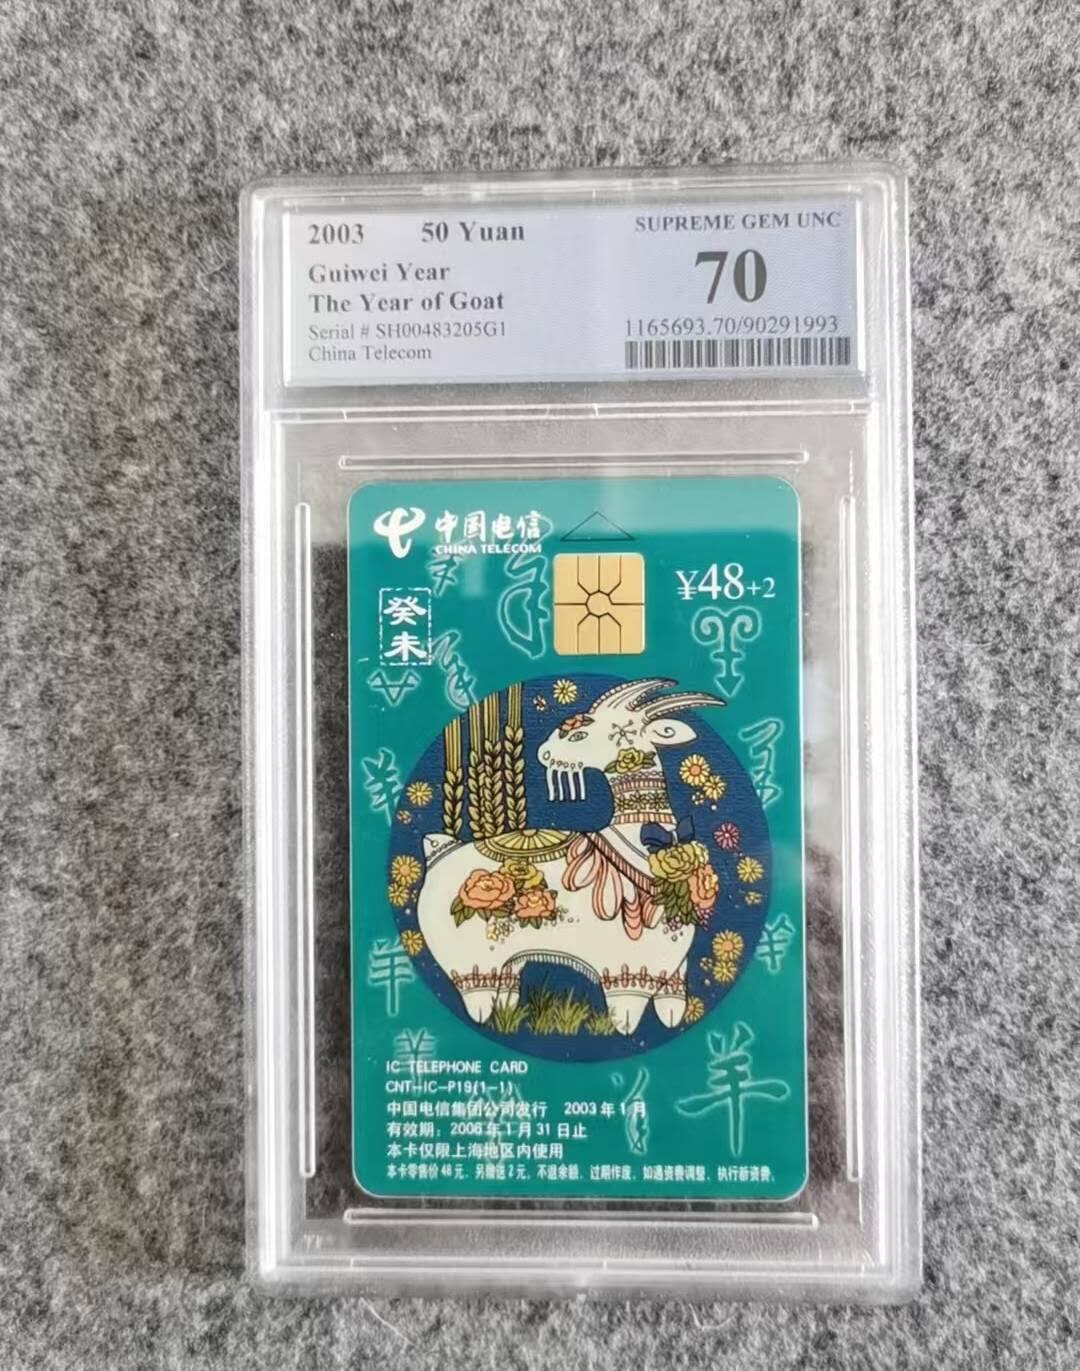 2003 50 Yuan
Guiwei Year
The Year of Goat
Serial # SH00483205G1
China Telecom
SUPREME GEM UNC
70
1165693.70/90291993
中国电信
CHINA TELECOM
¥48+2
癸未
羊
羊
羊
羊
羊
IC TELEPHONE CARD
CNT-IC-P19(1-1)
中国电信集团公司发行 2003年1月
有效期：2006年1月31日止
本卡仅限上海地区内使用
本卡零售价48元，另赠送2元，不退余额，过期作废，如遇资费调整，执行新资费。